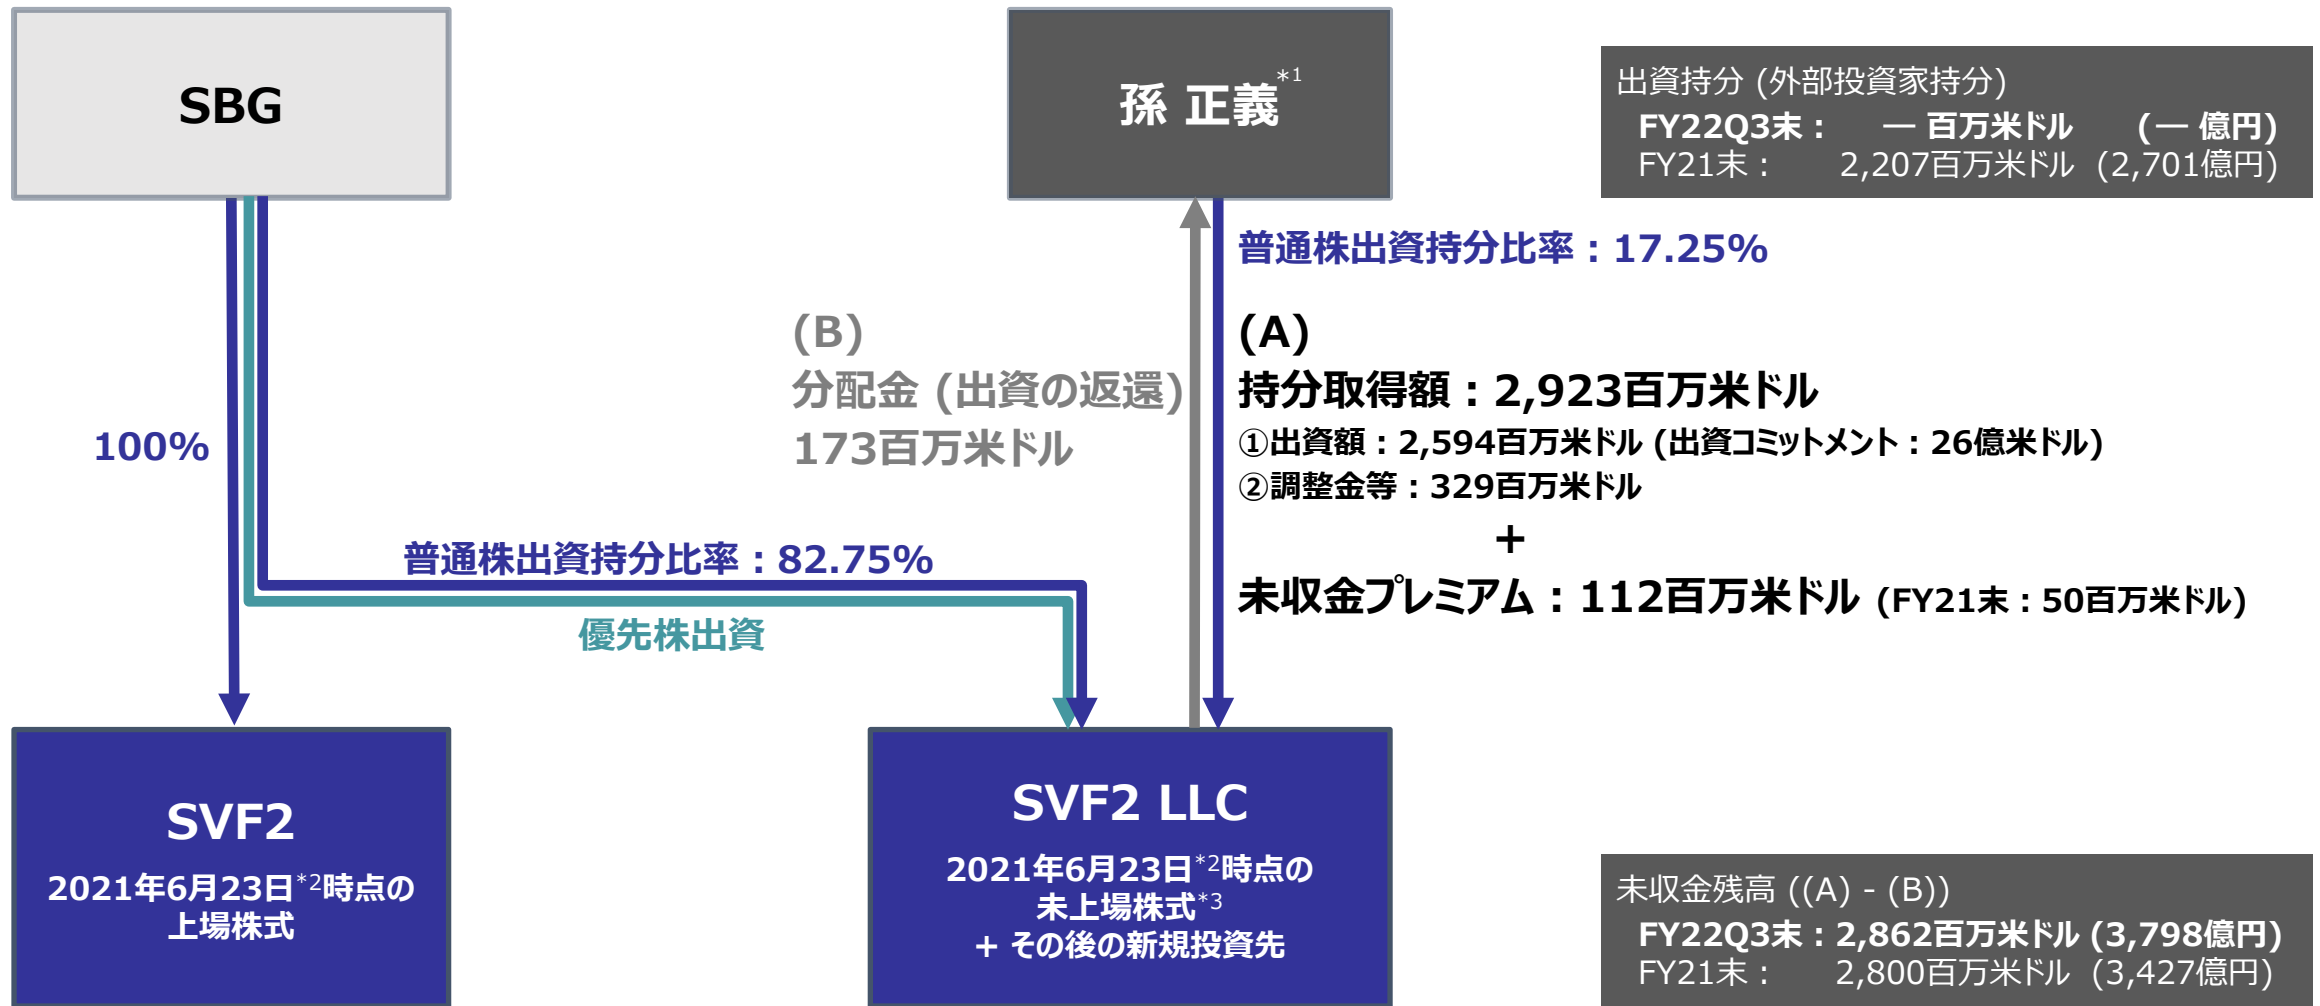 SBG
孫 正義*1
出資持分 (外部投資家持分)
FY22Q3末： ― 百万米ドル (― 億円)
FY21末： 2,207百万米ドル (2,701億円)
普通株出資持分比率：17.25%
(B)
分配金 (出資の返還)
173百万米ドル
(A)
持分取得額：2,923百万米ドル
①出資額：2,594百万米ドル (出資コミットメント：26億米ドル)
②調整金等：329百万米ドル
+
未収金プレミアム：112百万米ドル (FY21末：50百万米ドル)
100%
普通株出資持分比率：82.75%
優先株出資
SVF2
2021年6月23日*2時点の
上場株式
SVF2 LLC
2021年6月23日*2時点の
未上場株式*3
+ その後の新規投資先
未収金残高 ((A) - (B))
FY22Q3末：2,862百万米ドル (3,798億円)
FY21末： 2,800百万米ドル (3,427億円)